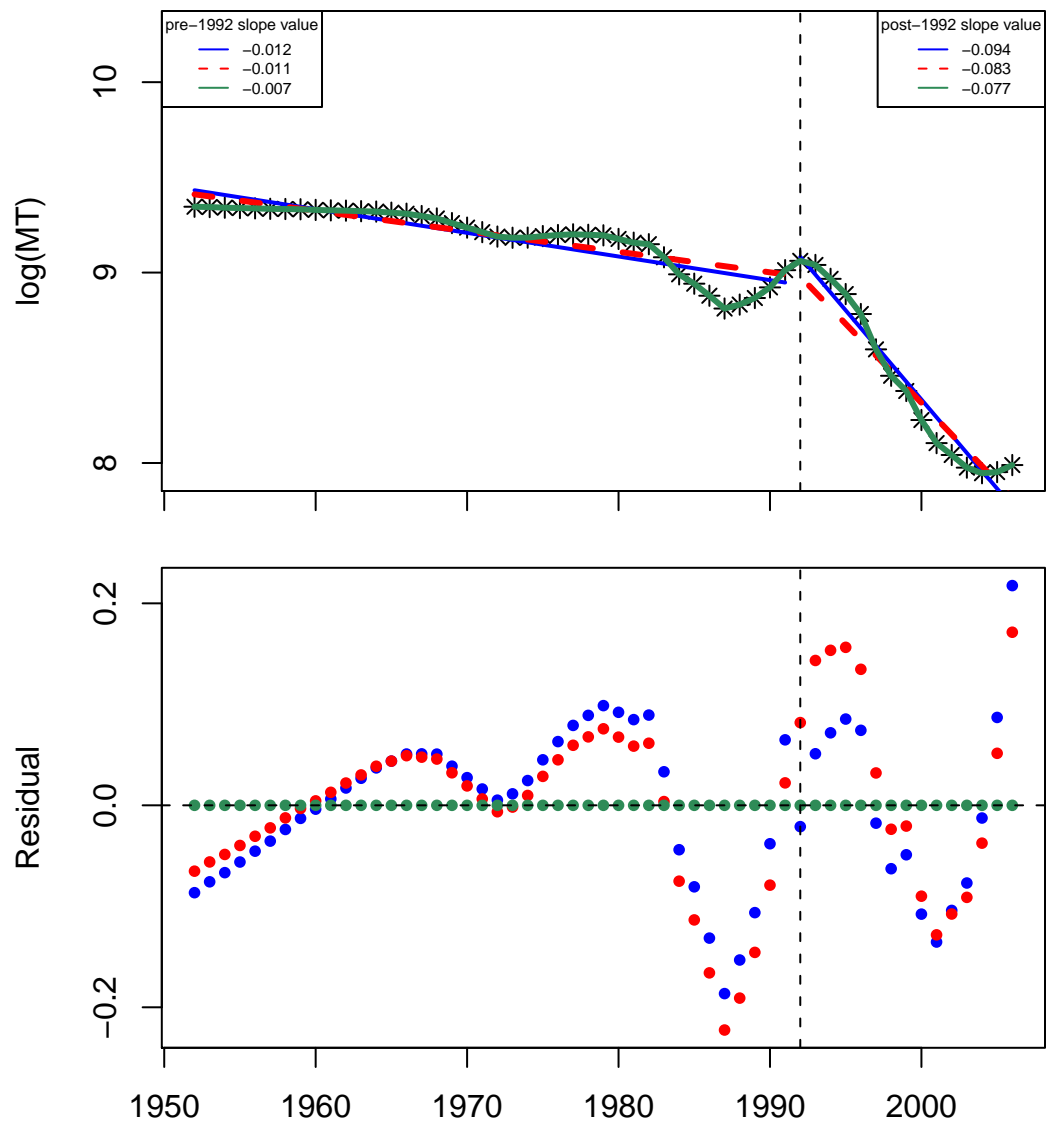 pre−1992 slope value
−0.012
−0.011
−0.007
post−1992 slope value
−0.094
−0.083
−0.077
10
9
8
log(MT)
0.2
0.0
−0.2
Residual
1950 1960 1970 1980 1990 2000